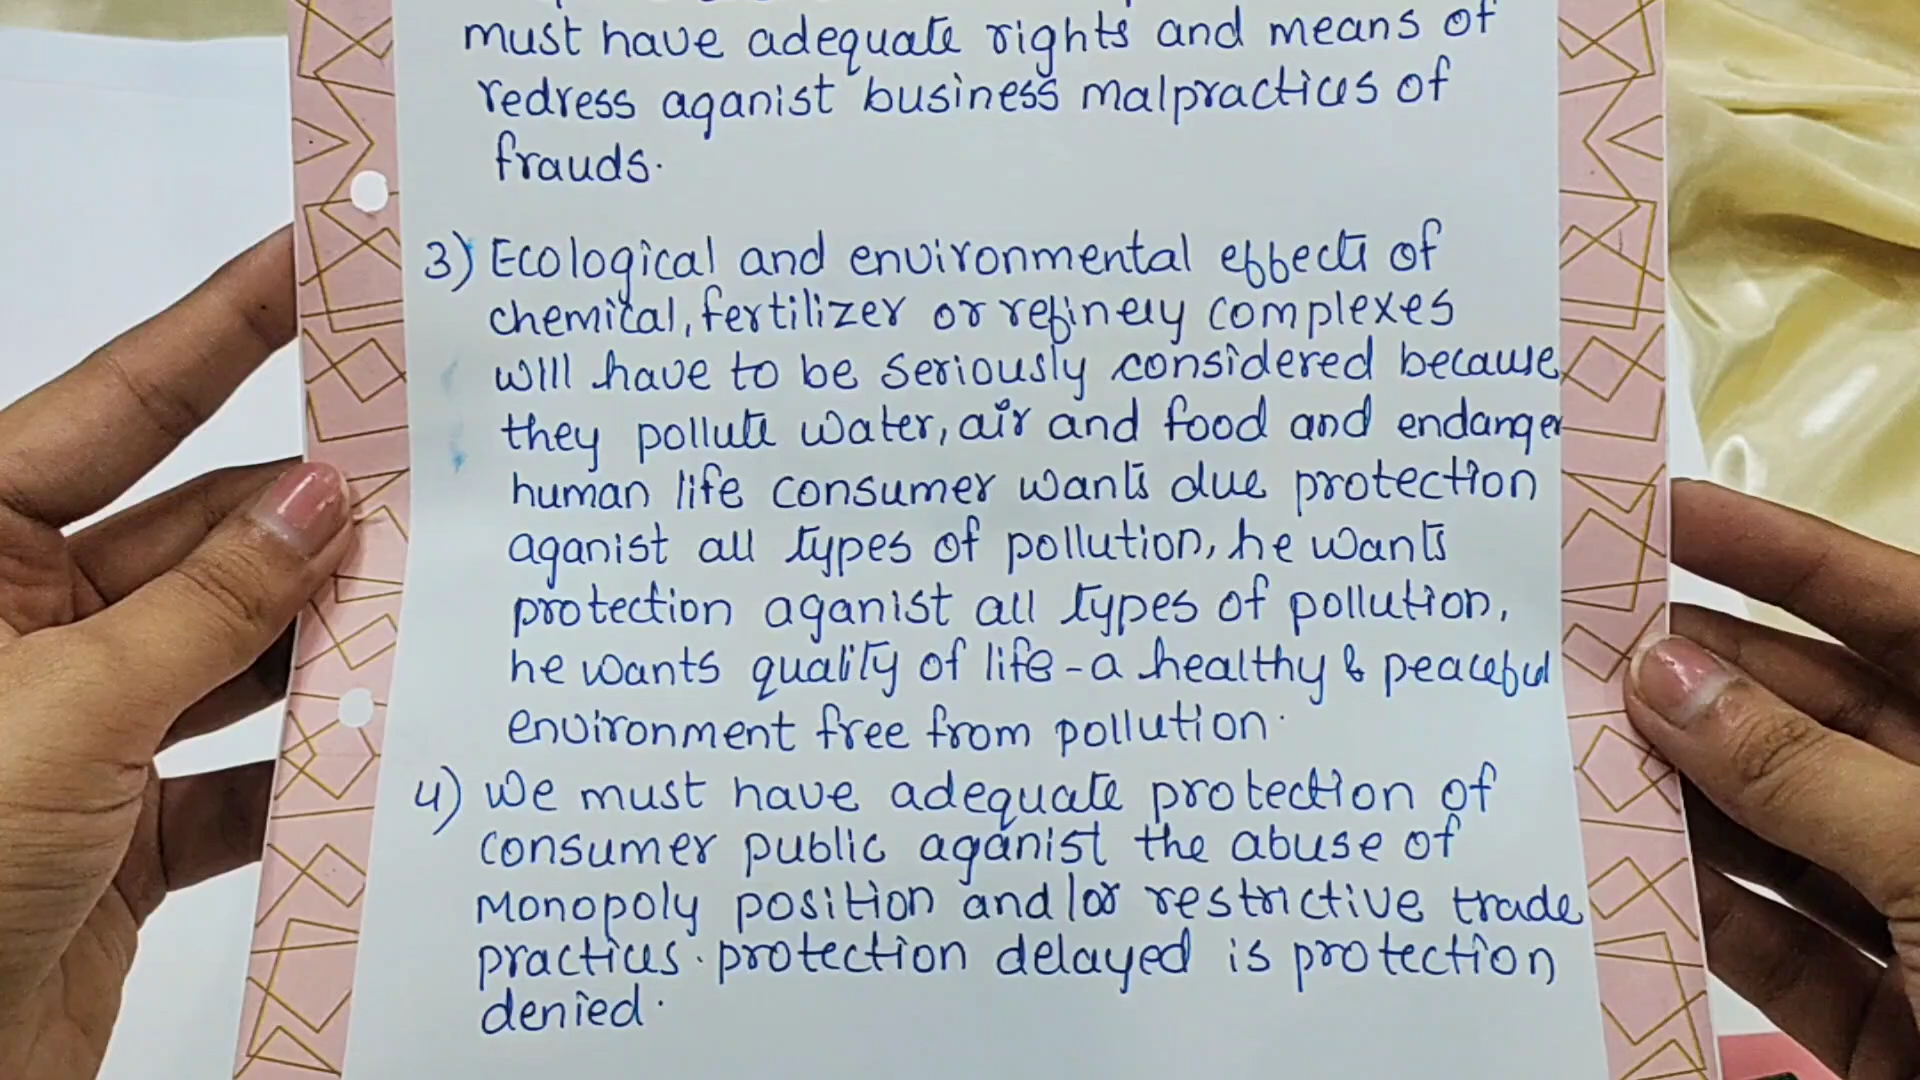 must have adequate rights and means of
redress aganist business malpractices of
frauds.
3) Ecological and environmental effects of
chemical, fertilizer or refinery complexes
will have to be seriously considered because
they pollute water, air and food and endanger
human life consumer wants due protection
aganist all types of pollution, he wants
protection aganist all types of pollution,
he wants quality of life - a healthy & peaceful
environment free from pollution.
4) We must have adequate protection of
consumer public aganist the abuse of
Monopoly position and/or restrictive trade
practices. protection delayed is protection
denied.